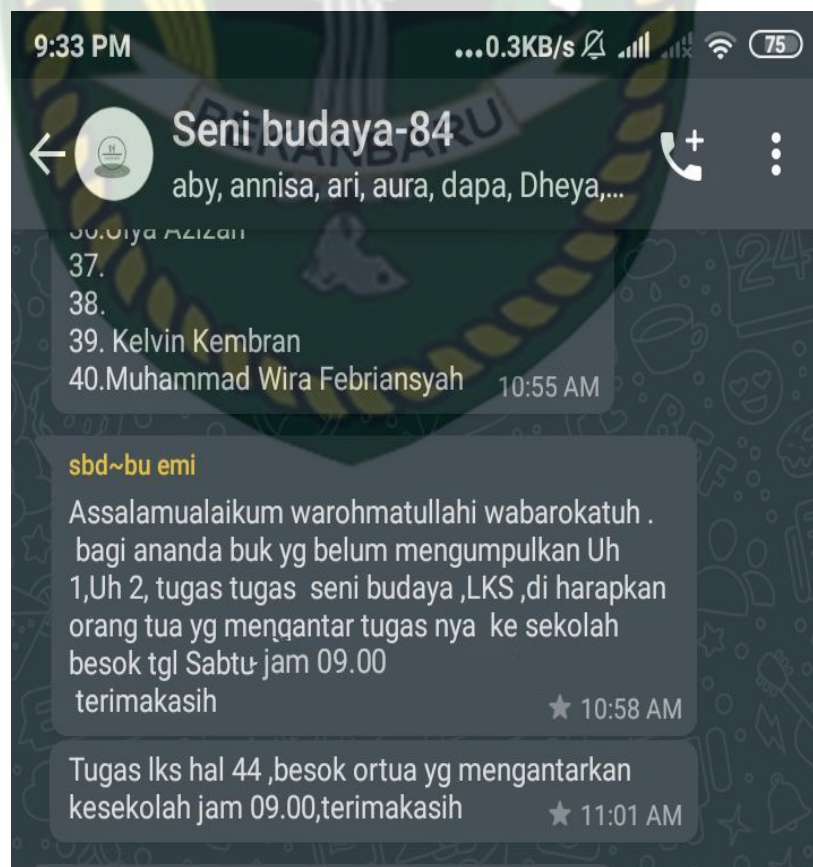 9:33 PM ...0.3KB/s 75
PEKANBARU
Seni budaya-84
aby, annisa, ari, aura, dapa, Dheya,...
Azizah
37.
38.
39. Kelvin Kembran
40.Muhammad Wira Febriansyah 10:55 AM
sbd~bu emi
Assalamualaikum warohmatullahi wabarokatuh .
bagi ananda buk yg belum mengumpulkan Uh
1,Uh 2, tugas tugas seni budaya ,LKS ,di harapkan
orang tua yg mengantar tugas nya ke sekolah
besok tgl Sabtu jam 09.00
terimakasih ★ 10:58 AM
Tugas lks hal 44 ,besok ortua yg mengantarkan
kesekolah jam 09.00,terimakasih ★ 11:01 AM